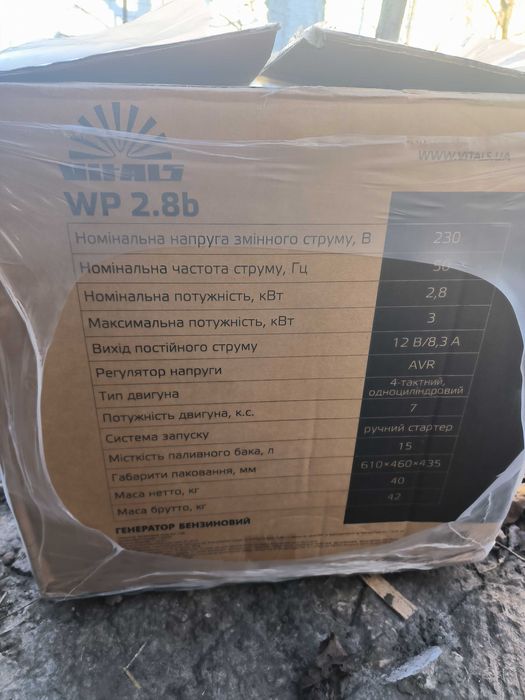 WWW.VITALS.UA
VITALS
WP 2.8b
Номінальна напруга змінного струму, В 230
Номінальна частота струму, Гц 50
Номінальна потужність, кВт 2,8
Максимальна потужність, кВт 3
Вихід постійного струму 12 В/8,3 А
Регулятор напруги AVR
Тип двигуна 4-тактний, одноциліндровий
Потужність двигуна, к.с. 7
Система запуску ручний стартер
Місткість паливного бака, л 15
Габарити паковання, мм 610×460×435
Маса нетто, кг 40
Маса брутто, кг 42
ГЕНЕРАТОР БЕНЗИНОВИЙ